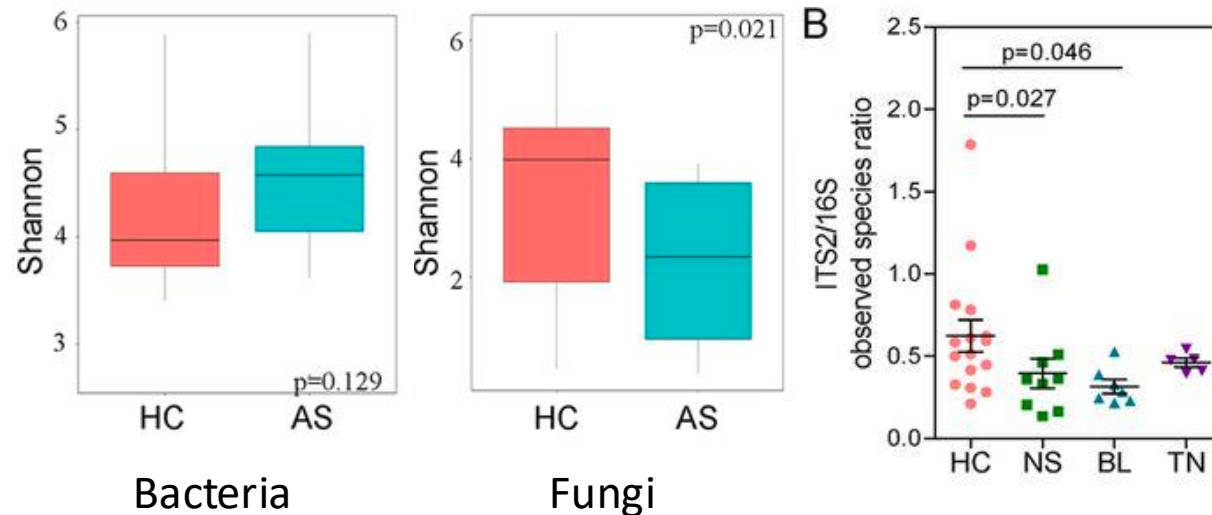 Shannon
6
5
4
3
p=0.129
HC AS
Bacteria
Shannon
6
4
2
p=0.021
HC AS
Fungi
B
ITS2/16S
observed species ratio
2.5
2.0
1.5
1.0
0.5
0.0
p=0.046
p=0.027
HC NS BL TN